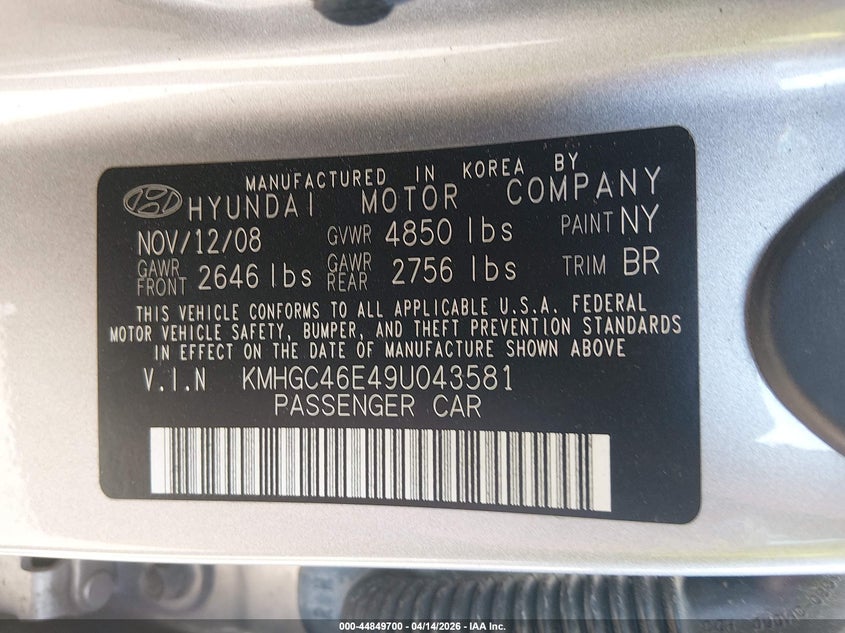 MANUFACTURED IN KOREA BY
HYUNDAI MOTOR COMPANY
NOV/12/08 GVWR 4850 lbs PAINT NY
GAWR FRONT 2646 lbs GAWR REAR 2756 lbs TRIM BR
THIS VEHICLE CONFORMS TO ALL APPLICABLE U.S.A. FEDERAL
MOTOR VEHICLE SAFETY, BUMPER, AND THEFT PREVENTION STANDARDS
IN EFFECT ON THE DATE OF MANUFACTURE SHOWN ABOVE
V.I.N KMHGC46E49U043581
PASSENGER CAR
000-44849700 - 04/14/2026 - IAA Inc.